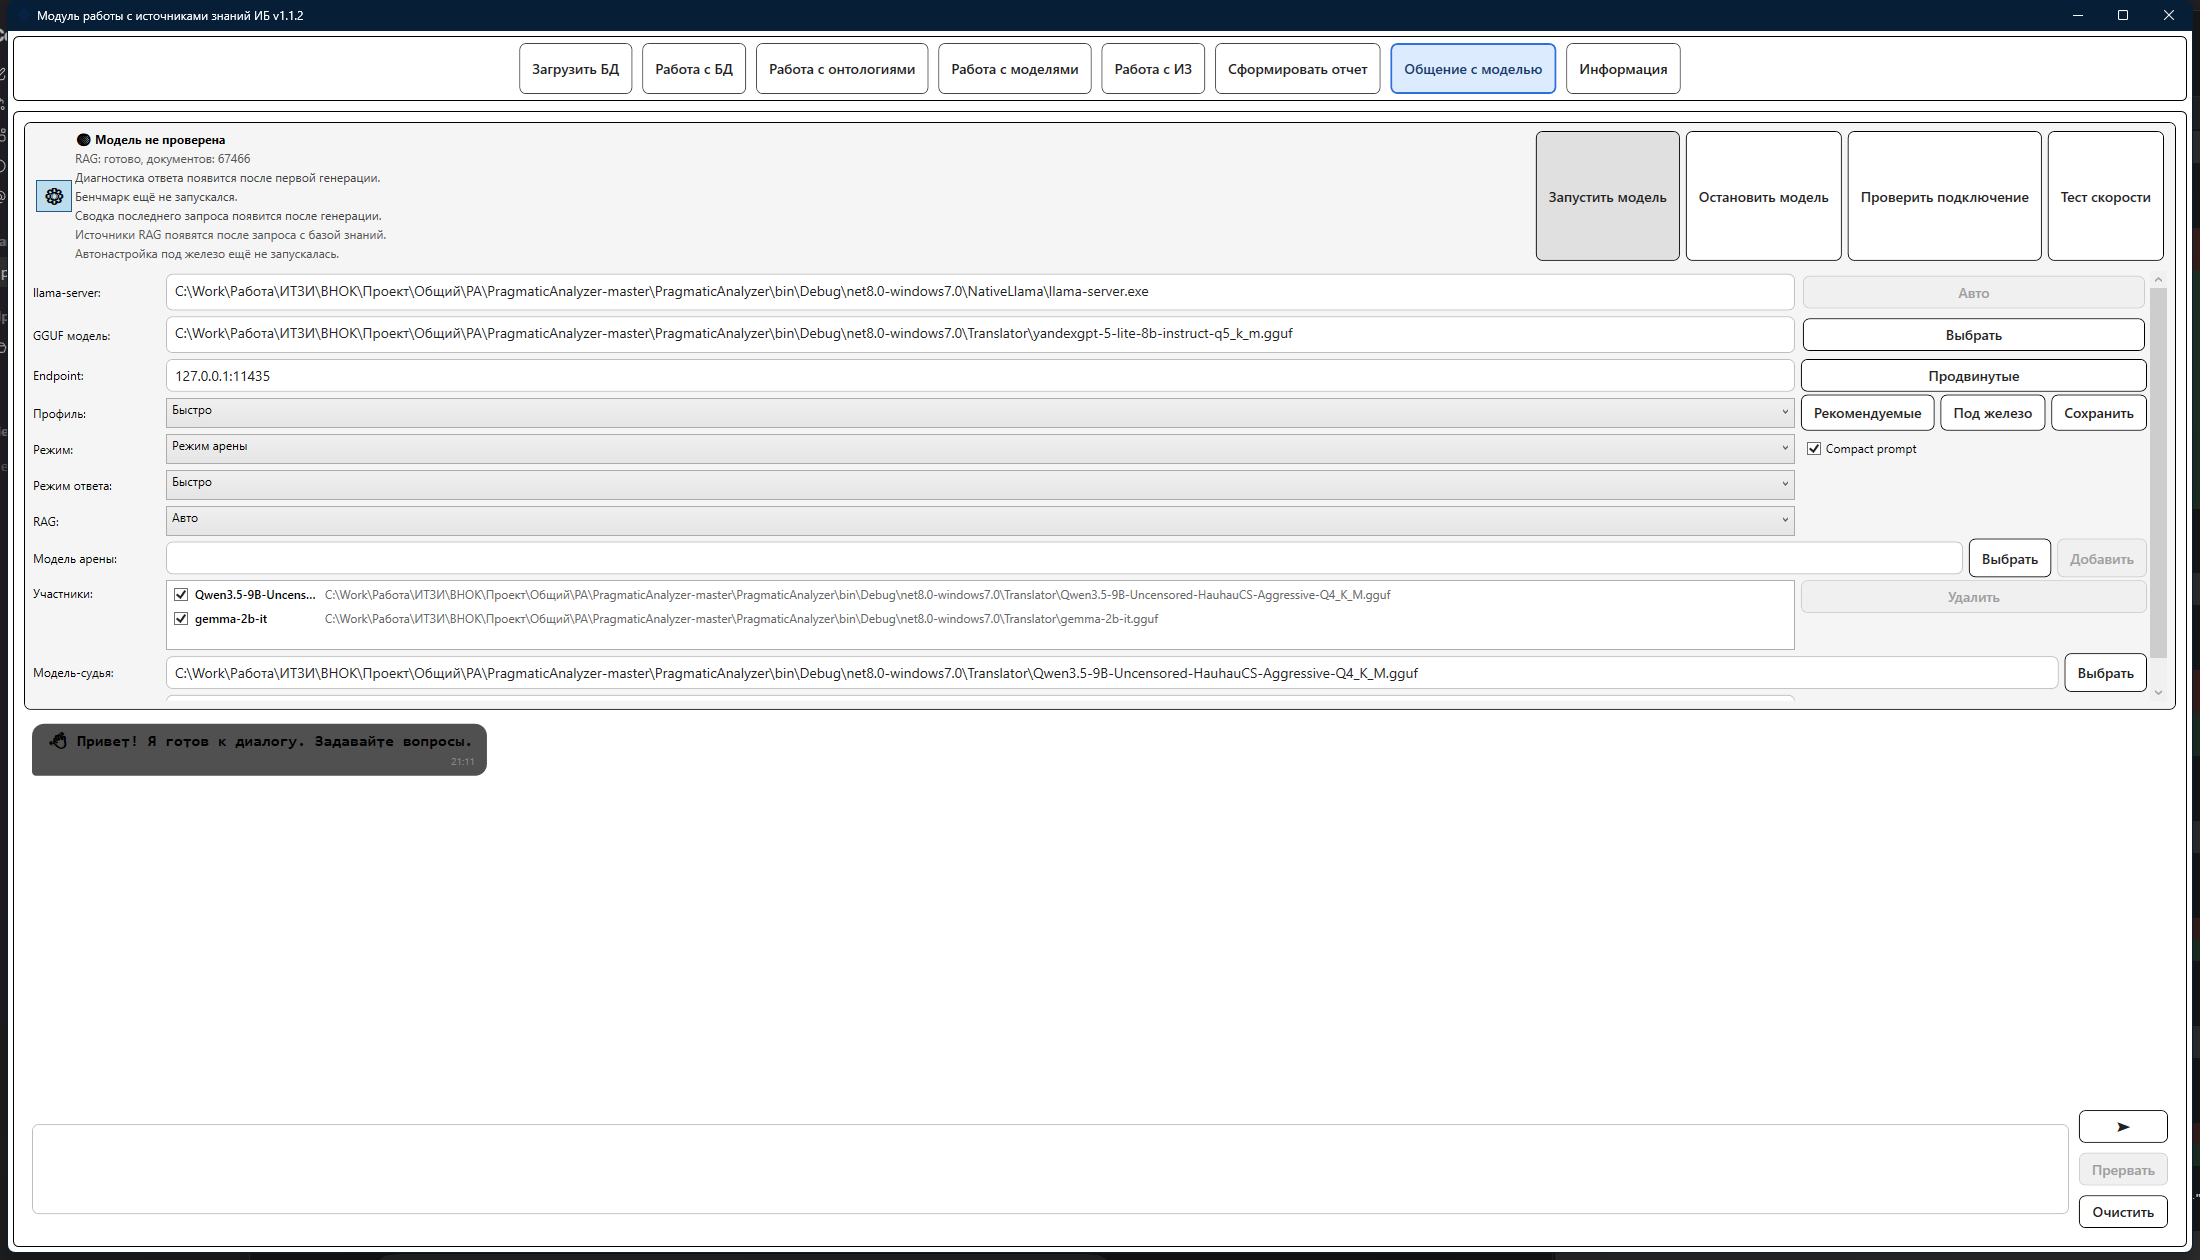 Модуль работы с источниками знаний ИБ v1.1.2
Загрузить БД
Работа с БД
Работа с онтологиями
Работа с моделями
Работа с ИЗ
Сформировать отчет
Общение с моделью
Информация
Модель не проверена
RAG: готово, документов: 67466
Диагностика ответа появится после первой генерации.
Бенчмарк ещё не запускался.
Сводка последнего запроса появится после генерации.
Источники RAG появятся после запроса с базой знаний.
Автонастройка под железо ещё не запускалась.
Запустить модель
Остановить модель
Проверить подключение
Тест скорости
llama-server:
C:\Work\Работа\ИТЗИ\ВНОК\Проект\Общий\PA\PragmaticAnalyzer-master\PragmaticAnalyzer\bin\Debug\net8.0-windows7.0\NativeLlama\llama-server.exe
Авто
GGUF модель:
C:\Work\Работа\ИТЗИ\ВНОК\Проект\Общий\PA\PragmaticAnalyzer-master\PragmaticAnalyzer\bin\Debug\net8.0-windows7.0\Translator\yandexgpt-5-lite-8b-instruct-q5_k_m.gguf
Выбрать
Endpoint:
127.0.0.1:11435
Продвинутые
Профиль:
Быстро
Рекомендуемые
Под железо
Сохранить
Режим:
Режим арены
Compact prompt
Режим ответа:
Быстро
RAG:
Авто
Модель арены:
Выбрать
Добавить
Участники:
Qwen3.5-9B-Uncens... C:\Work\Работа\ИТЗИ\ВНОК\Проект\Общий\PA\PragmaticAnalyzer-master\PragmaticAnalyzer\bin\Debug\net8.0-windows7.0\Translator\Qwen3.5-9B-Uncensored-HauhauCS-Aggressive-Q4_K_M.gguf
gemma-2b-it C:\Work\Работа\ИТЗИ\ВНОК\Проект\Общий\PA\PragmaticAnalyzer-master\PragmaticAnalyzer\bin\Debug\net8.0-windows7.0\Translator\gemma-2b-it.gguf
Удалить
Модель-судья:
C:\Work\Работа\ИТЗИ\ВНОК\Проект\Общий\PA\PragmaticAnalyzer-master\PragmaticAnalyzer\bin\Debug\net8.0-windows7.0\Translator\Qwen3.5-9B-Uncensored-HauhauCS-Aggressive-Q4_K_M.gguf
Выбрать
Привет! Я готов к диалогу. Задавайте вопросы.
21:11
Прервать
Очистить